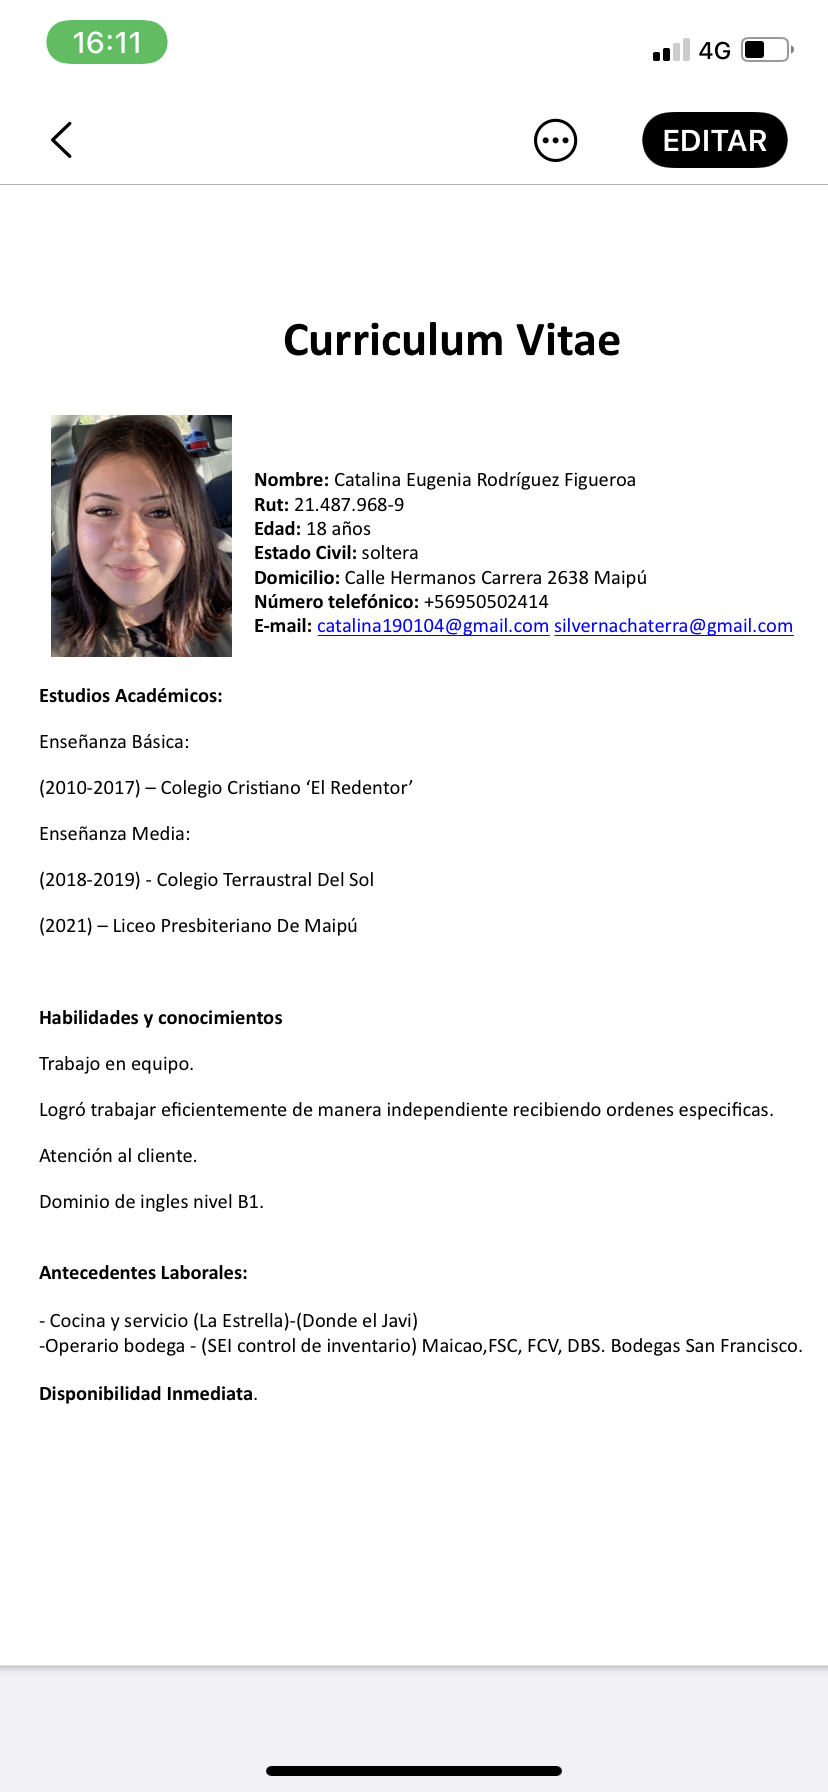 16:11
4G
EDITAR
Curriculum Vitae
Nombre: Catalina Eugenia Rodríguez Figueroa
Rut: 21.487.968-9
Edad: 18 años
Estado Civil: soltera
Domicilio: Calle Hermanos Carrera 2638 Maipú
Número telefónico: +56950502414
E-mail: catalina190104@gmail.com silvernachaterra@gmail.com
Estudios Académicos:
Enseñanza Básica:
(2010-2017) – Colegio Cristiano ‘El Redentor’
Enseñanza Media:
(2018-2019) - Colegio Terraustral Del Sol
(2021) – Liceo Presbiteriano De Maipú
Habilidades y conocimientos
Trabajo en equipo.
Logró trabajar eficientemente de manera independiente recibiendo ordenes especificas.
Atención al cliente.
Dominio de ingles nivel B1.
Antecedentes Laborales:
- Cocina y servicio (La Estrella)-(Donde el Javi)
-Operario bodega - (SEI control de inventario) Maicao,FSC, FCV, DBS. Bodegas San Francisco.
Disponibilidad Inmediata.